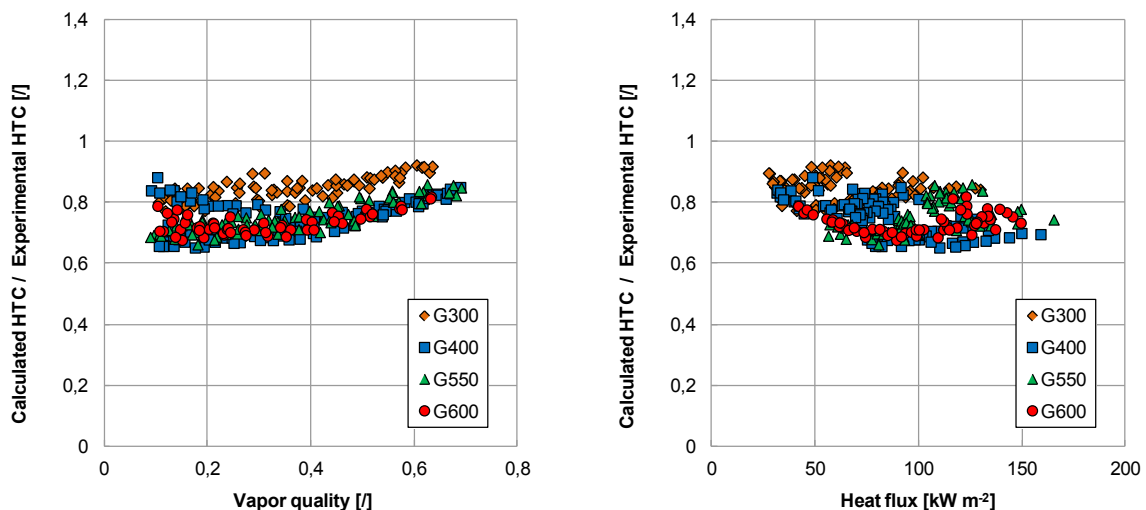 1,4
1,2
1
0,8
0,6
0,4
0,2
0
Calculated HTC / Experimental HTC [/]
G300
G400
G550
G600
0 0,2 0,4 0,6 0,8
Vapor quality [/]
1,4
1,2
1
0,8
0,6
0,4
0,2
0
Calculated HTC / Experimental HTC [/]
G300
G400
G550
G600
0 50 100 150 200
Heat flux [kW m-2]